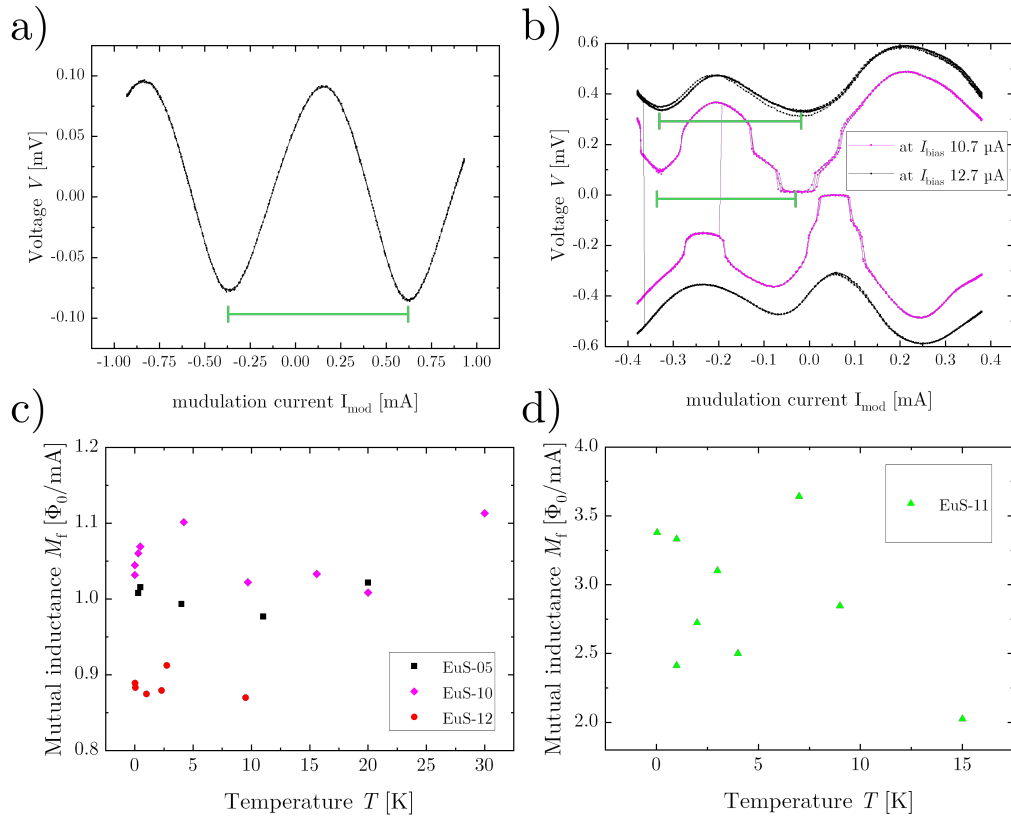 a)
0.10
0.05
0.00
-0.05
-0.10
Voltage V [mV]
-1.00 -0.75 -0.50 -0.25 0.00 0.25 0.50 0.75 1.00
mudulation current I_mod [mA]
b)
0.6
0.4
0.2
0.0
-0.2
-0.4
-0.6
Voltage V [mV]
at I_bias 10.7 µA
at I_bias 12.7 µA
-0.4 -0.3 -0.2 -0.1 0.0 0.1 0.2 0.3 0.4
mudulation current I_mod [mA]
c)
1.2
1.1
1.0
0.9
0.8
Mutual inductance M_f [Φ_0/mA]
EuS-05
EuS-10
EuS-12
0 5 10 15 20 25 30
Temperature T [K]
d)
4.0
3.5
3.0
2.5
2.0
Mutual inductance M_f [Φ_0/mA]
EuS-11
0 5 10 15
Temperature T [K]